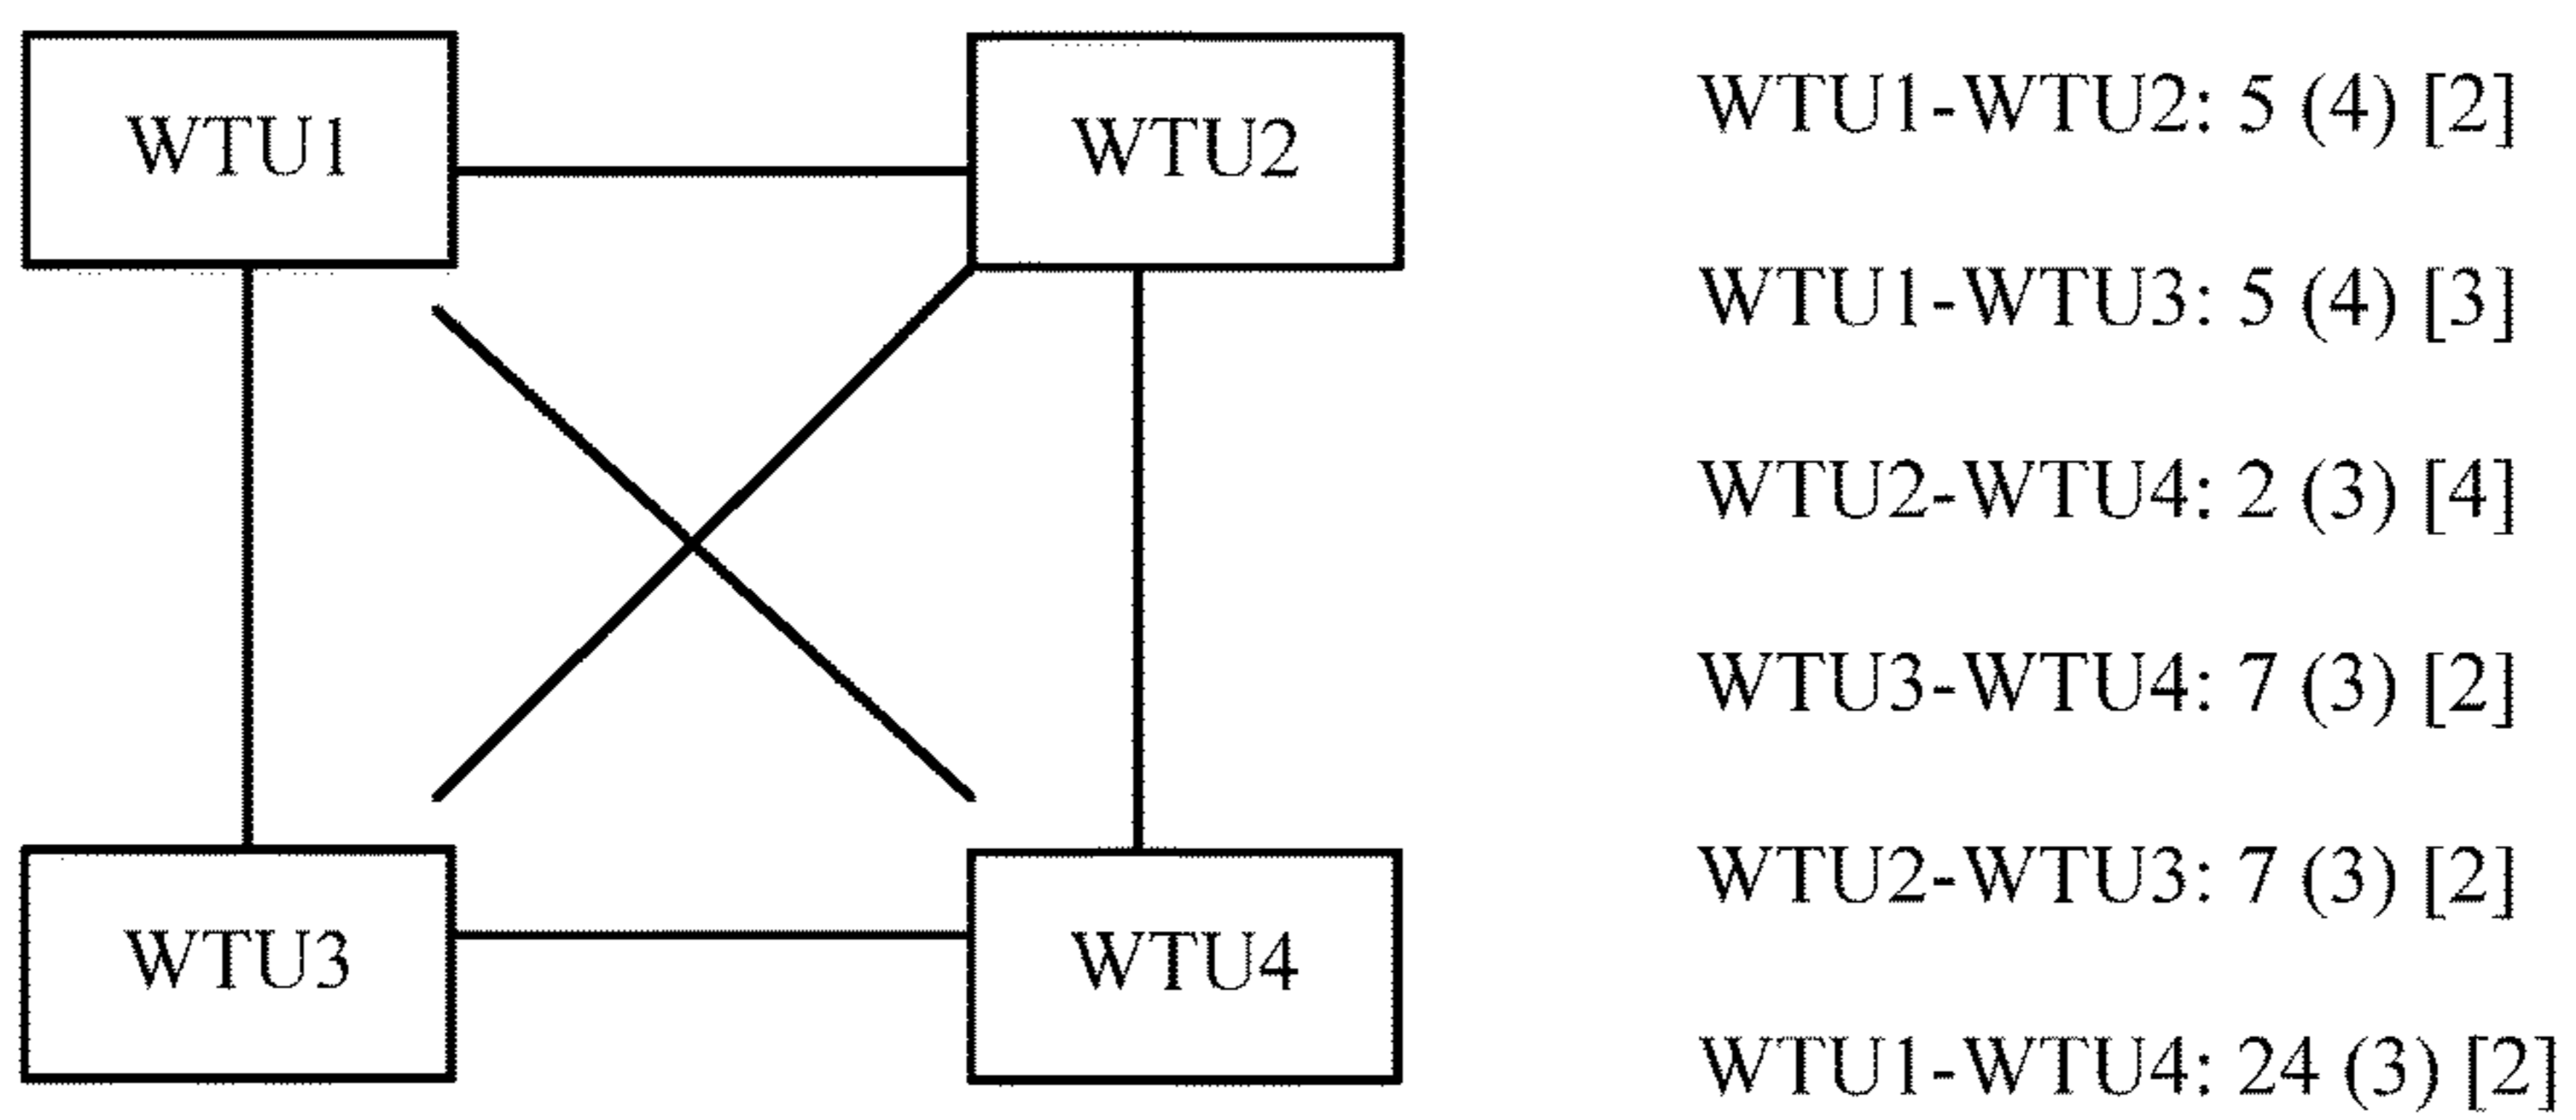 WTU1
WTU2
WTU3
WTU4
WTU1-WTU2: 5 (4) [2]
WTU1-WTU3: 5 (4) [3]
WTU2-WTU4: 2 (3) [4]
WTU3-WTU4: 7 (3) [2]
WTU2-WTU3: 7 (3) [2]
WTU1-WTU4: 24 (3) [2]